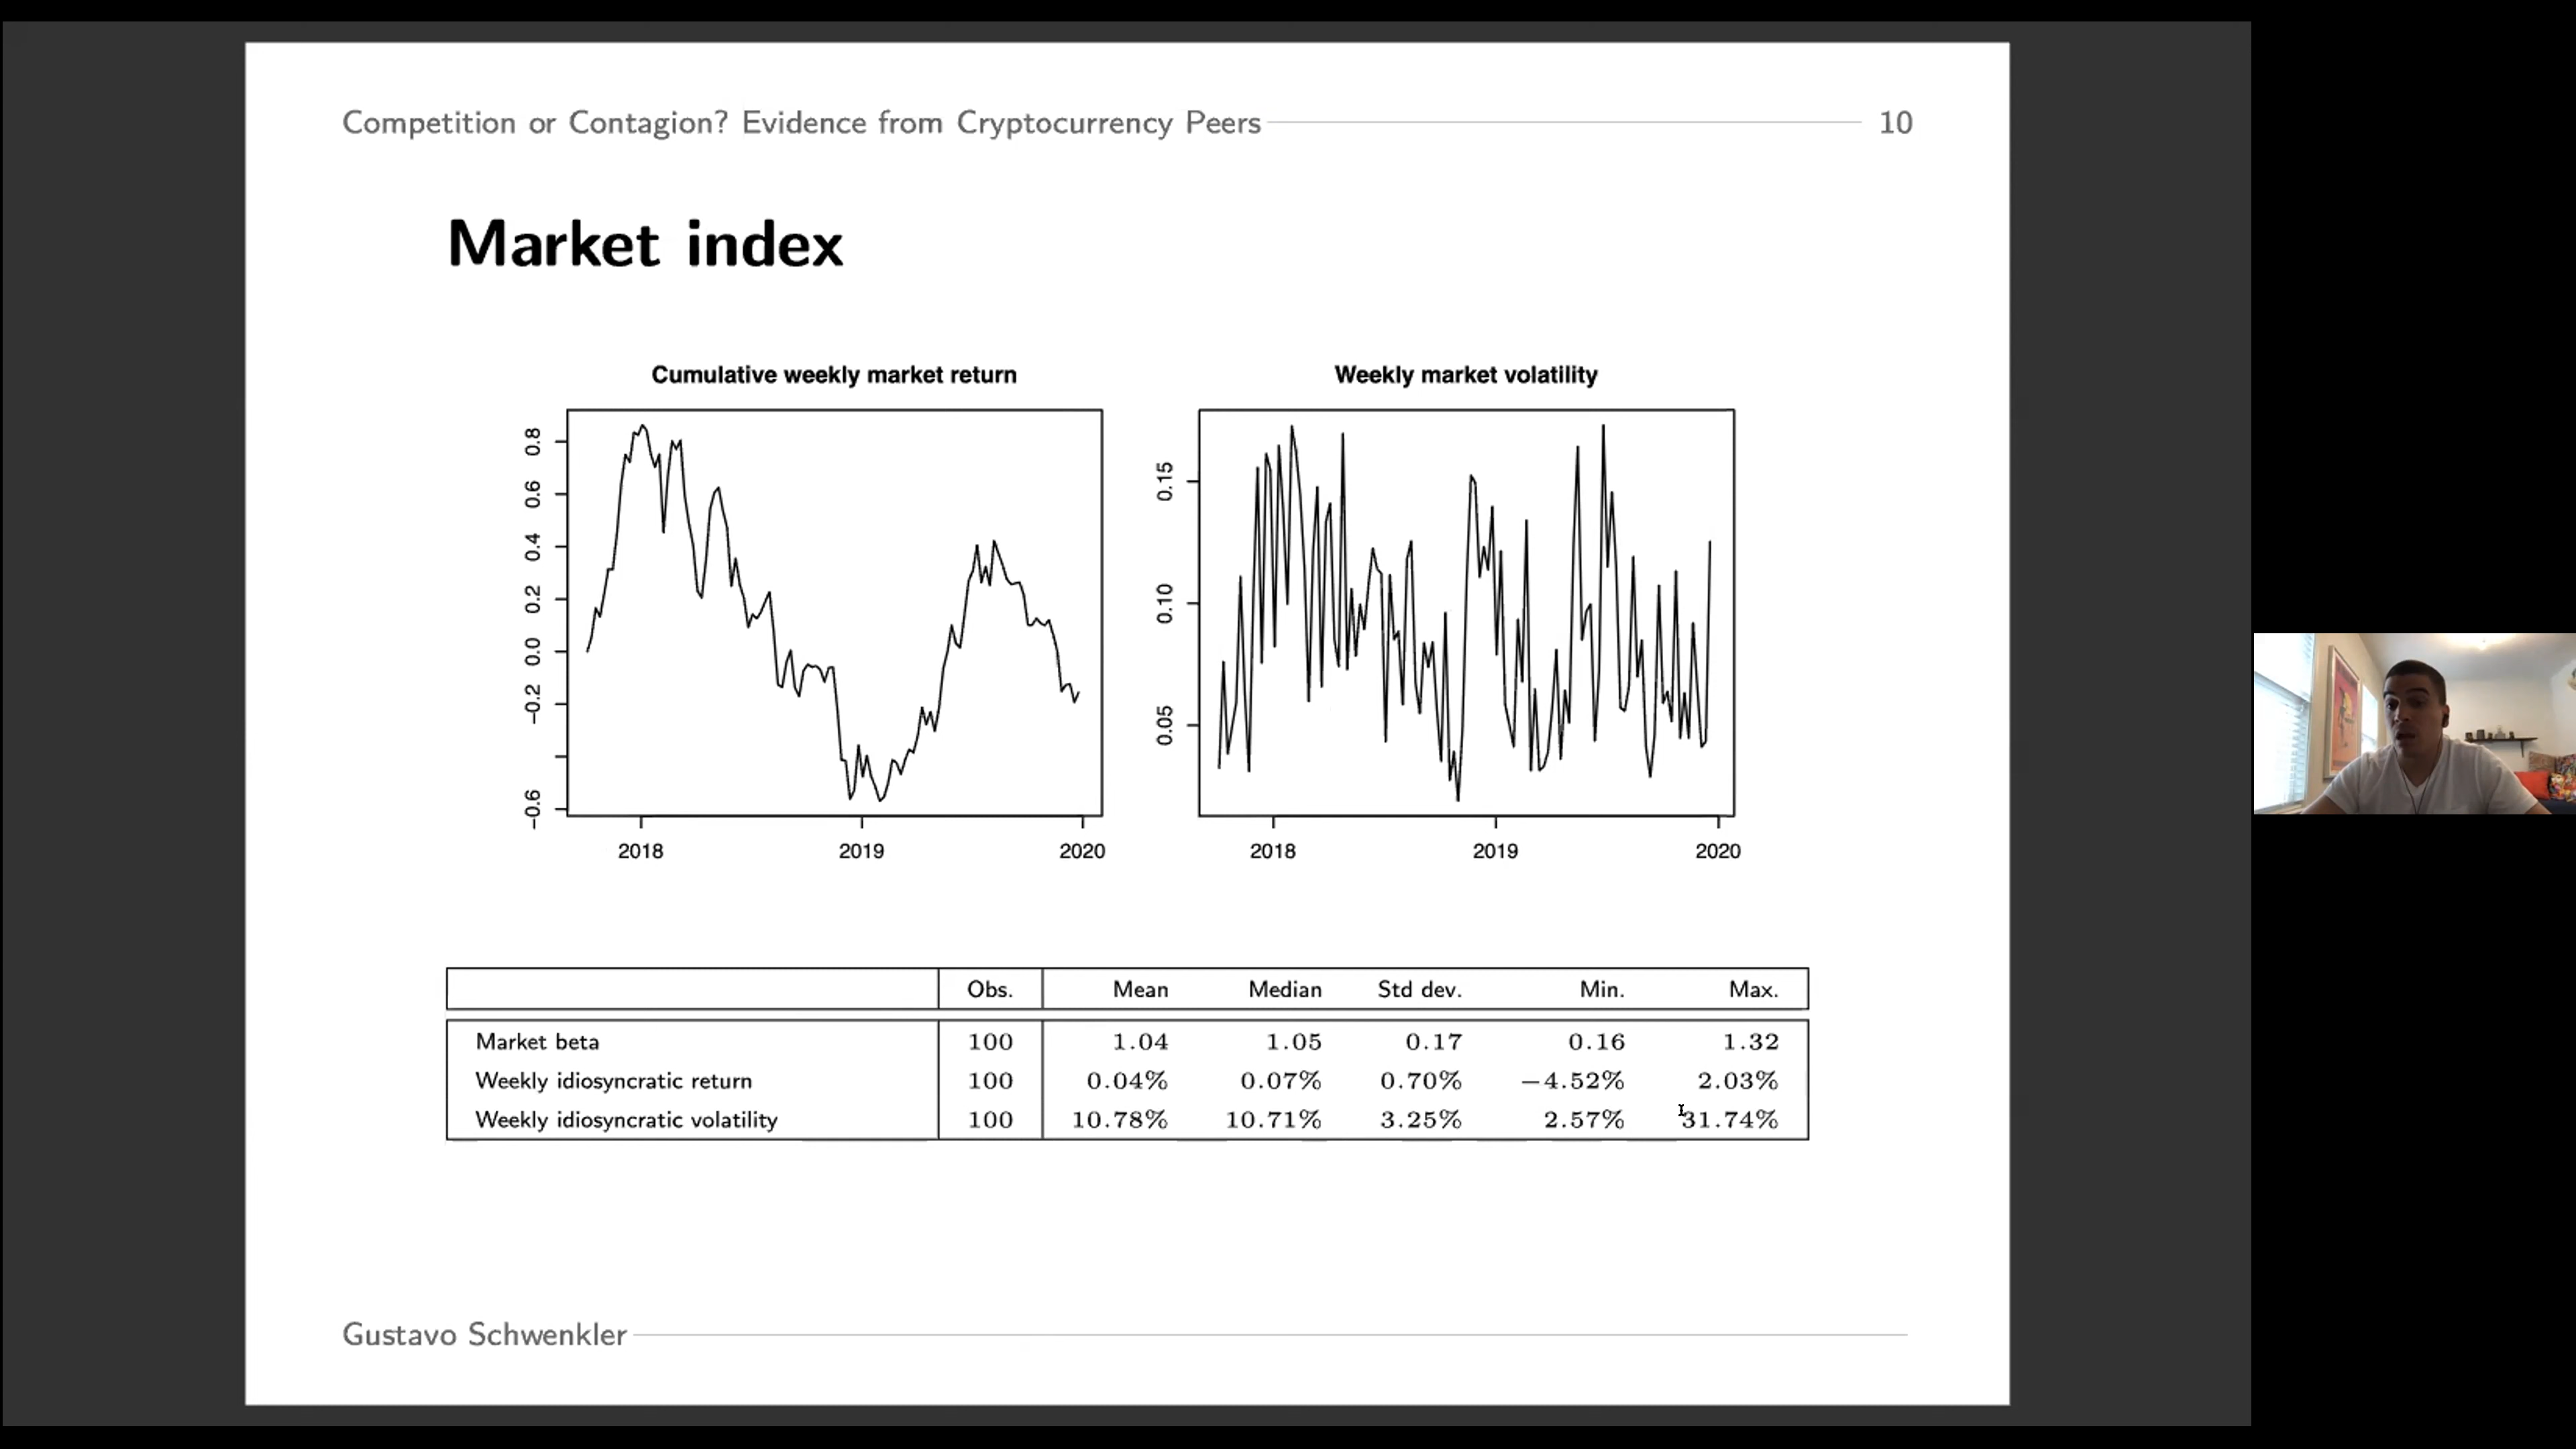 Competition or Contagion? Evidence from Cryptocurrency Peers 10
Market index
Cumulative weekly market return
0.8
0.6
0.4
0.2
0.0
−0.2
−0.6
2018 2019 2020
Weekly market volatility
0.15
0.10
0.05
2018 2019 2020
Obs. Mean Median Std dev. Min. Max.
Market beta 100 1.04 1.05 0.17 0.16 1.32
Weekly idiosyncratic return 100 0.04% 0.07% 0.70% −4.52% 2.03%
Weekly idiosyncratic volatility 100 10.78% 10.71% 3.25% 2.57% 31.74%
Gustavo Schwenkler